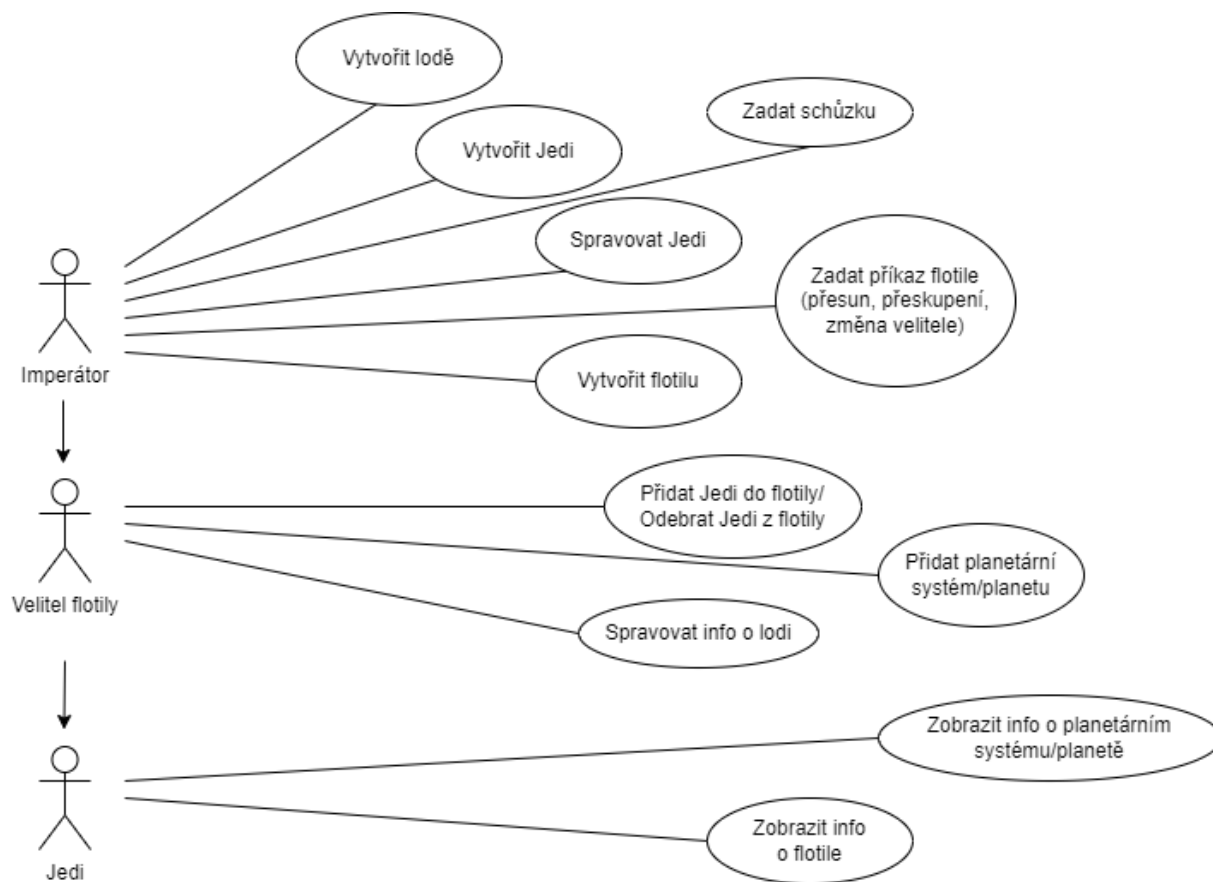 Vytvořit lodě
Zadat schůzku
Vytvořit Jedi
Spravovat Jedi
Zadat příkaz flotile
(přesun, přeskupení,
změna velitele)
Imperátor
Vytvořit flotilu
Přidat Jedi do flotily/
Odebrat Jedi z flotily
Přidat planetární
systém/planetu
Velitel flotily
Spravovat info o lodi
Zobrazit info o planetárním
systému/planetě
Zobrazit info
o flotile
Jedi